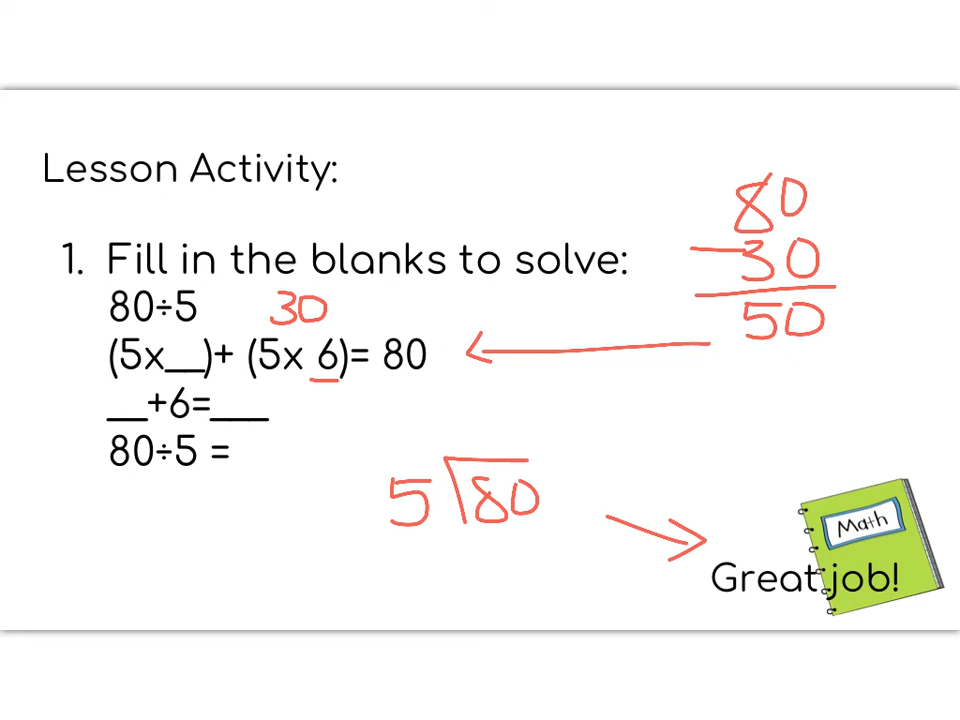 Lesson Activity:
80
1. Fill in the blanks to solve:
— 30
50
80÷5
30
(5x__)+ (5x 6)= 80
__+6=___
80÷5 =
5 80
Math
Great job!